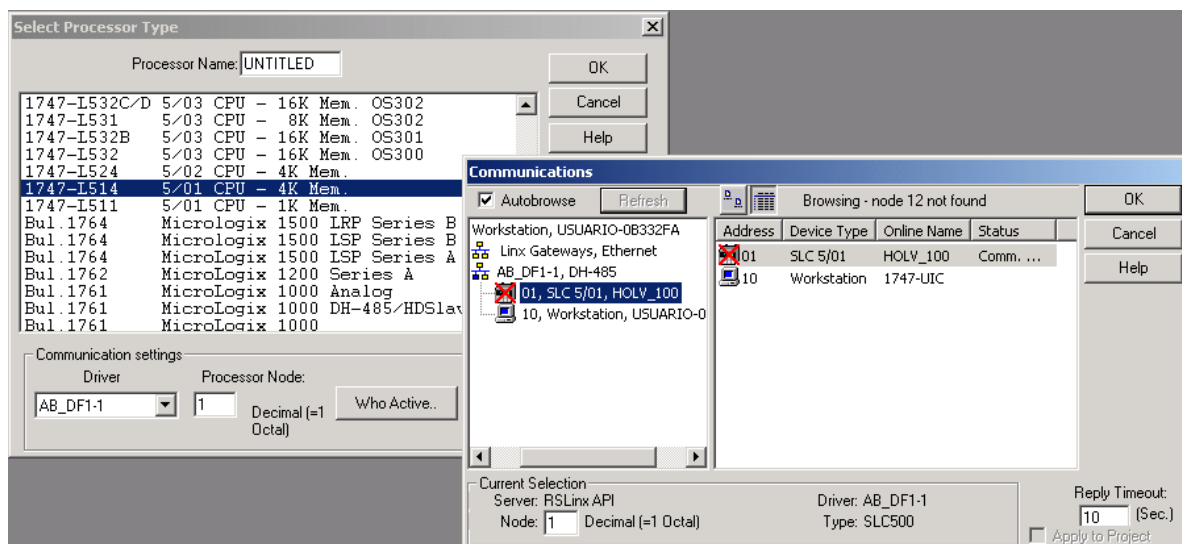 Select Processor Type
Processor Name: UNTITLED
OK
Cancel
Help
1747-L532C/D 5/03 CPU - 16K Mem. OS302
1747-L531 5/03 CPU - 8K Mem. OS302
1747-L532B 5/03 CPU - 16K Mem. OS301
1747-L532 5/03 CPU - 16K Mem. OS300
1747-L524 5/02 CPU - 4K Mem.
1747-L514 5/01 CPU - 4K Mem.
1747-L511 5/01 CPU - 1K Mem.
Bul.1764 Micrologix 1500 LRP Series B
Bul.1764 Micrologix 1500 LSP Series B
Bul.1764 Micrologix 1500 LSP Series A
Bul.1762 MicroLogix 1200 Series A
Bul.1761 MicroLogix 1000 Analog
Bul.1761 MicroLogix 1000 DH-485/HDSlav
Bul.1761 MicroLogix 1000
Communication settings
Driver
Processor Node:
AB_DF1-1
1
Decimal (=1
Octal)
Who Active..
Communications
Autobrowse
Refresh
Browsing - node 12 not found
OK
Cancel
Help
Workstation, USUARIO-0B332FA
Linx Gateways, Ethernet
AB_DF1-1, DH-485
01, SLC 5/01, HOLV_100
10, Workstation, USUARIO-0
Address Device Type Online Name Status
01 SLC 5/01 HOLV_100 Comm. ...
10 Workstation 1747-UIC
Current Selection
Server: RSLinx API
Driver: AB_DF1-1
Node: 1 Decimal (=1 Octal)
Type: SLC500
Reply Timeout:
10 (Sec.)
Apply to Project